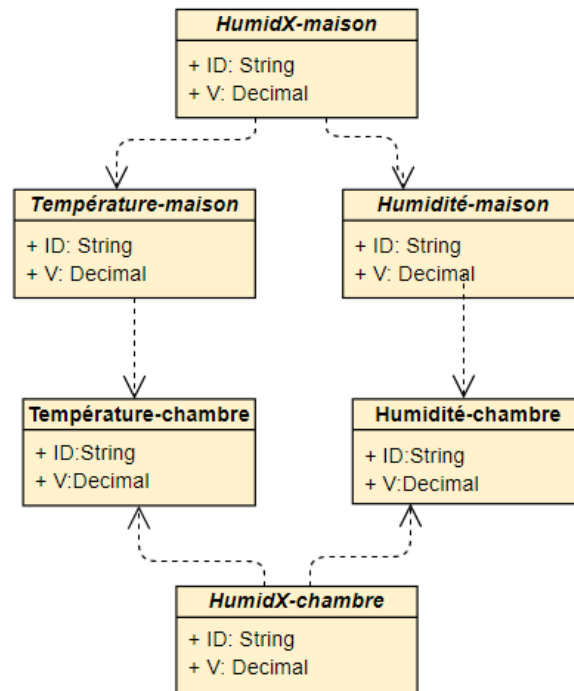 HumidX-maison
+ ID: String
+ V: Decimal
Température-maison
+ ID: String
+ V: Decimal
Humidité-maison
+ ID: String
+ V: Decimal
Température-chambre
+ ID:String
+ V:Decimal
Humidité-chambre
+ ID:String
+ V:Decimal
HumidX-chambre
+ ID: String
+ V: Decimal